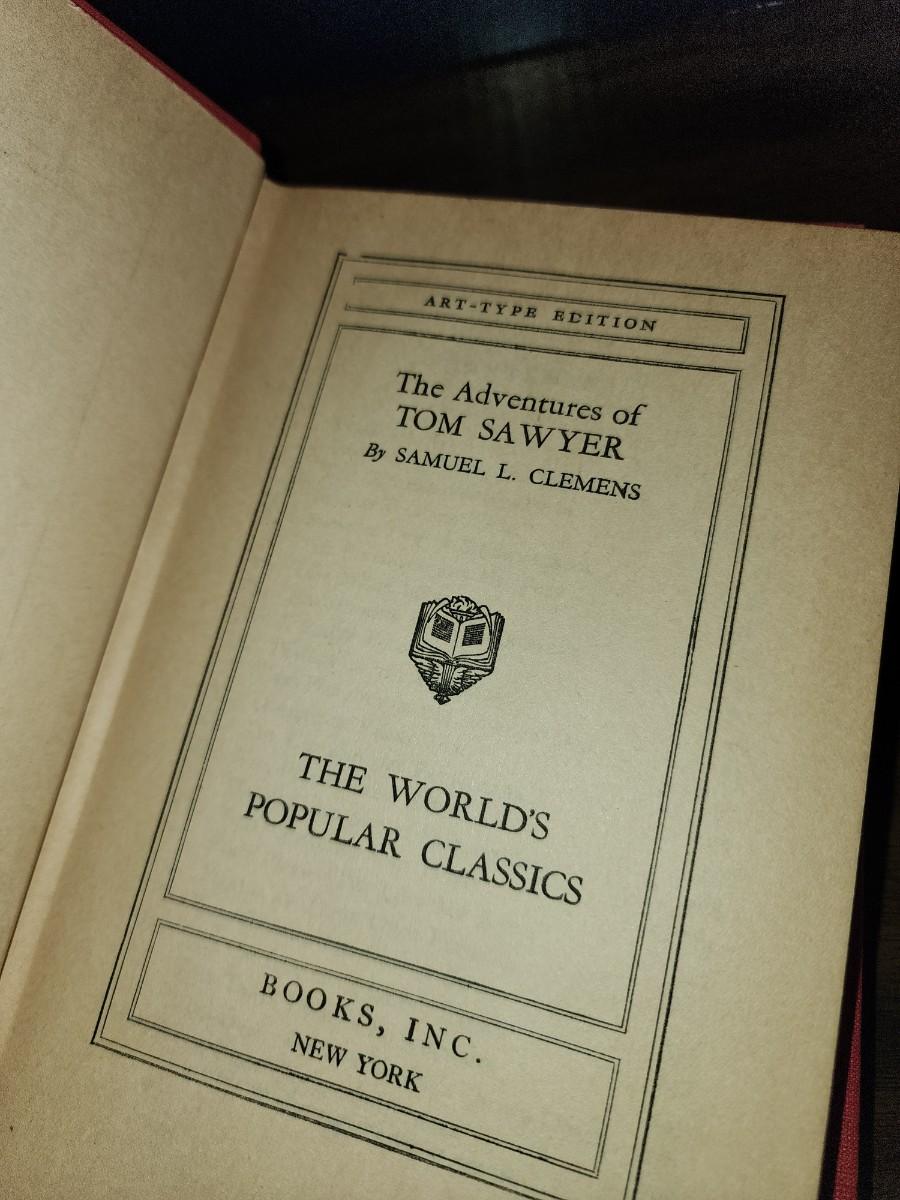 ART-TYPE EDITION
The Adventures of
TOM SAWYER
By SAMUEL L. CLEMENS
THE WORLD'S
POPULAR CLASSICS
BOOKS, INC.
NEW YORK